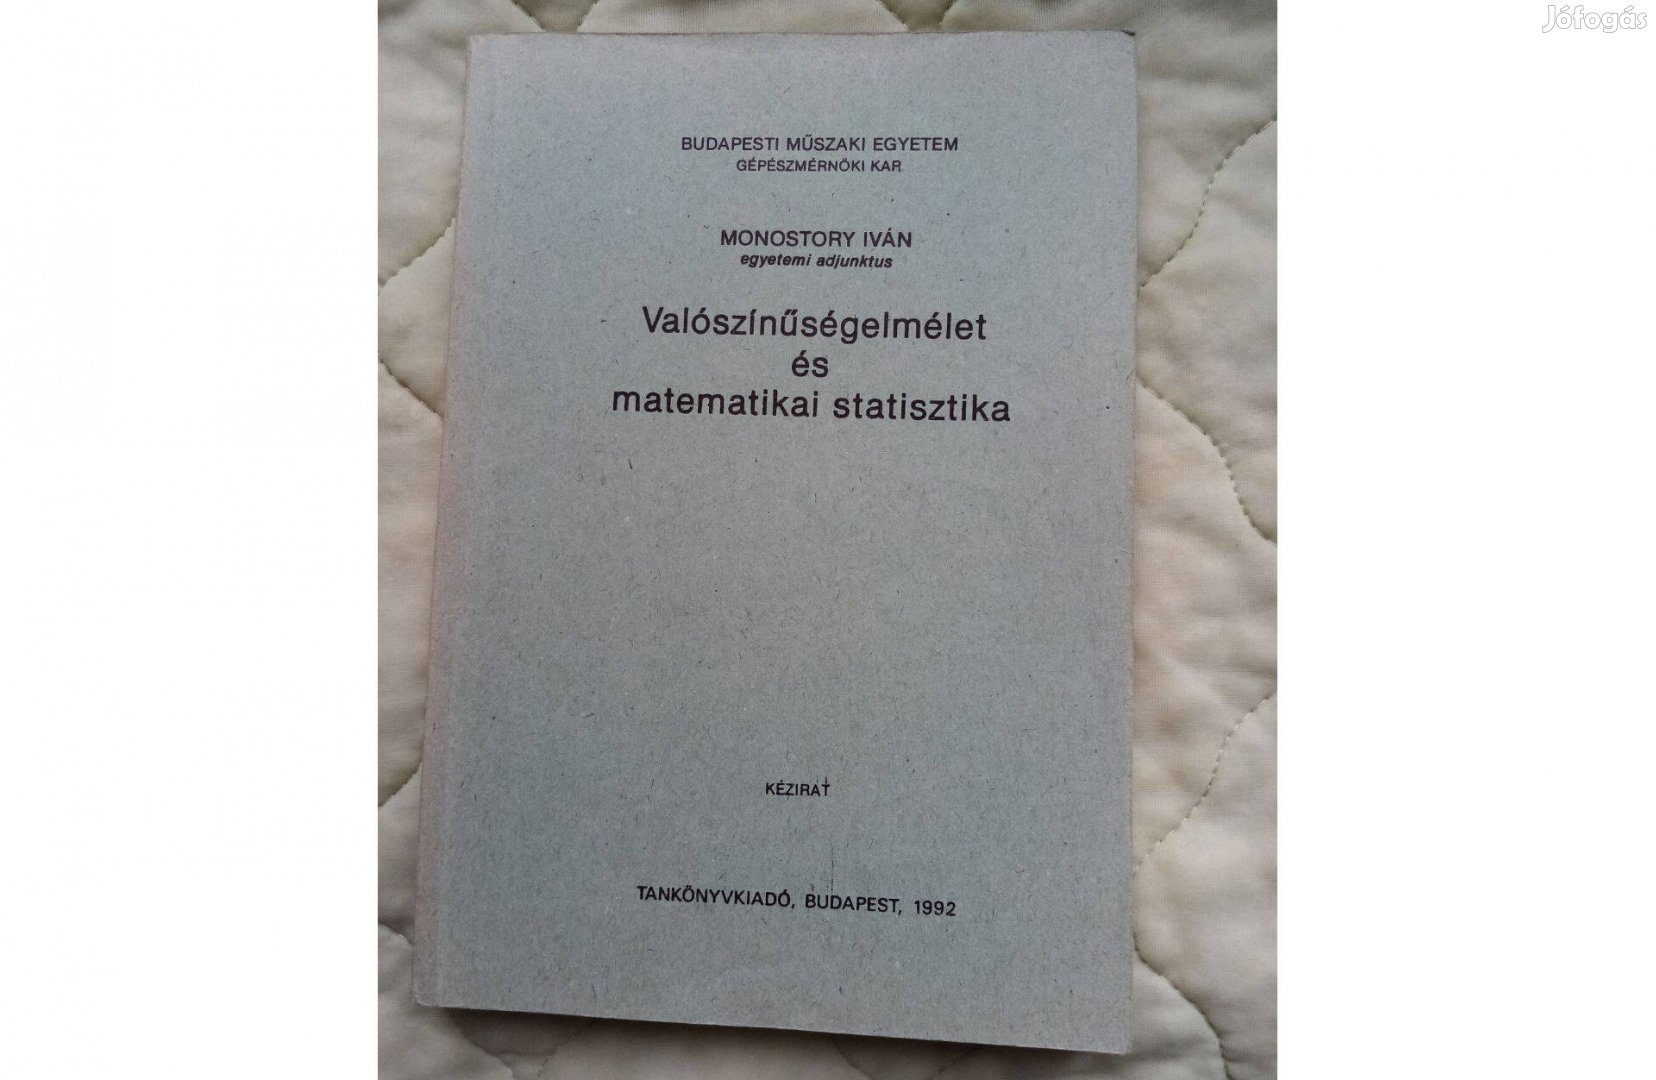 Jófogás
BUDAPESTI MŰSZAKI EGYETEM
GÉPÉSZMÉRNÖKI KAR
MONOSTORY IVÁN
egyetemi adjunktus
Valószínűségelmélet
és
matematikai statisztika
KÉZIRAT
TANKÖNYVKIADÓ, BUDAPEST, 1992